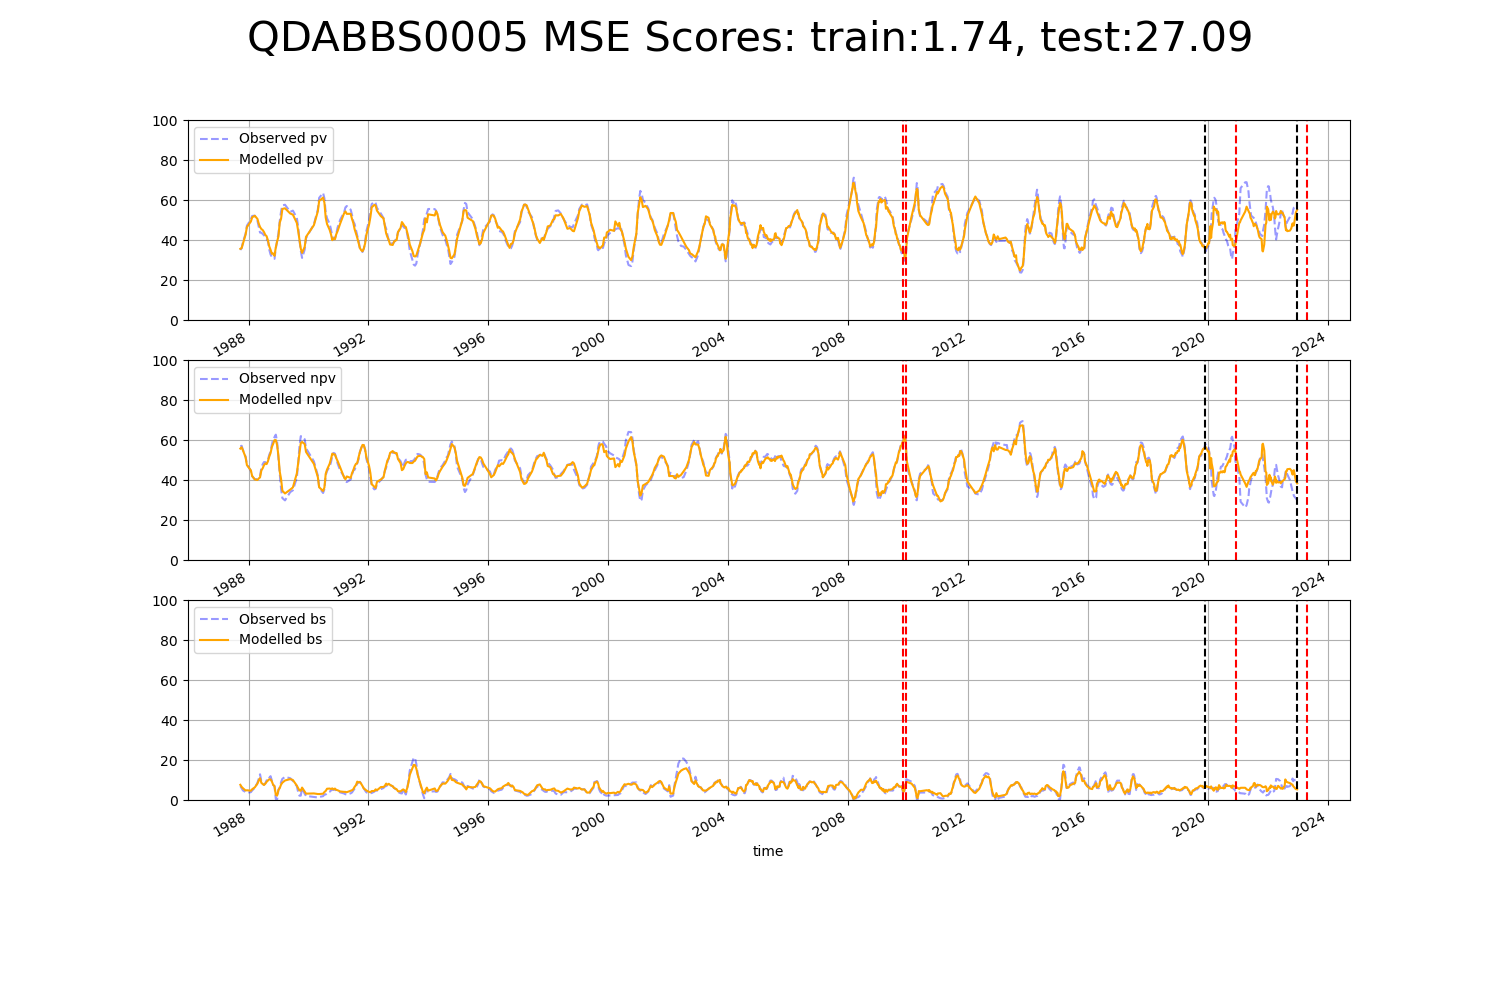 QDABBS0005 MSE Scores: train:1.74, test:27.09
100
80
60
40
20
0
Observed pv
Modelled pv
1988 1992 1996 2000 2004 2008 2012 2016 2020 2024
100
80
60
40
20
0
Observed npv
Modelled npv
1988 1992 1996 2000 2004 2008 2012 2016 2020 2024
100
80
60
40
20
0
Observed bs
Modelled bs
1988 1992 1996 2000 2004 2008 2012 2016 2020 2024
time